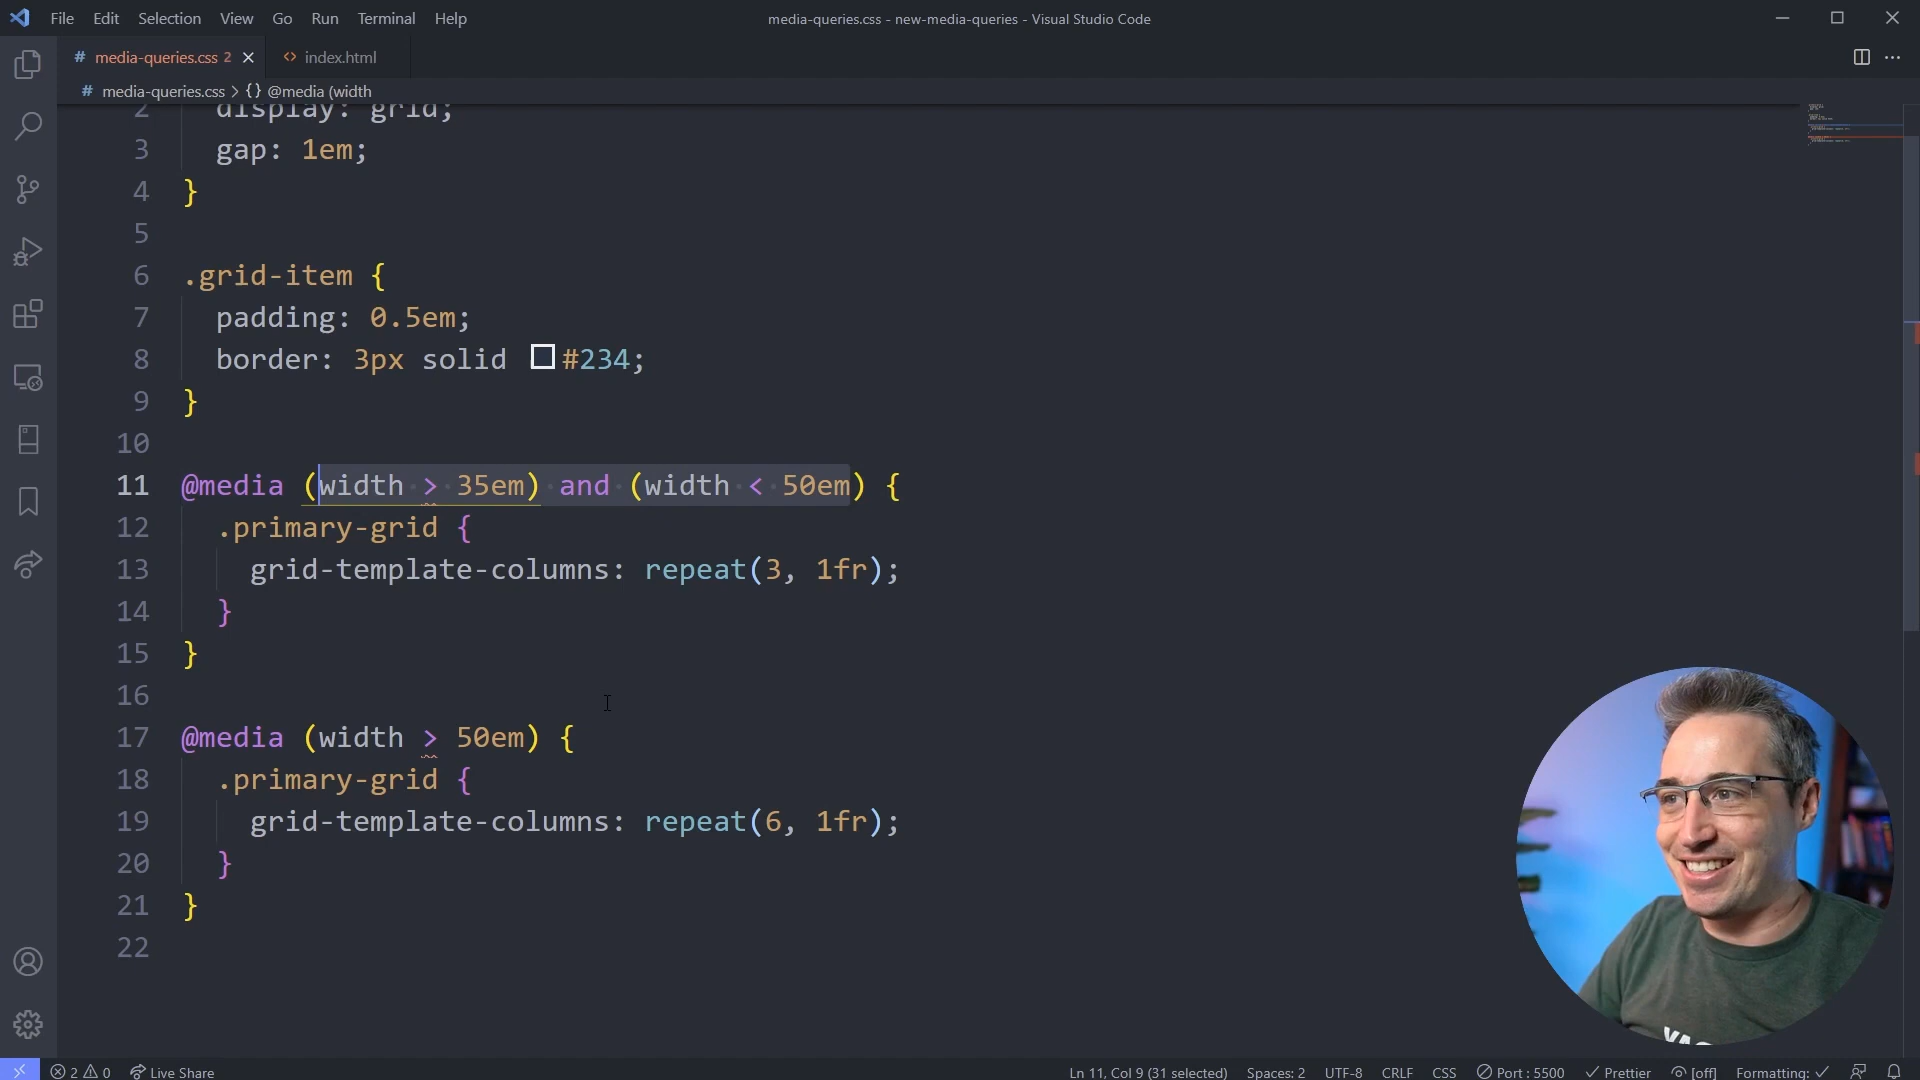 File Edit Selection View Go Run Terminal Help
media-queries.css - new-media-queries - Visual Studio Code
# media-queries.css 2
<> index.html
# media-queries.css > {} @media (width
2 display: grid;
3 gap: 1em;
4 }
5
6 .grid-item {
7 padding: 0.5em;
8 border: 3px solid #234;
9 }
10
11 @media (width > 35em) and (width < 50em) {
12 .primary-grid {
13 grid-template-columns: repeat(3, 1fr);
14 }
15 }
16
17 @media (width > 50em) {
18 .primary-grid {
19 grid-template-columns: repeat(6, 1fr);
20 }
21 }
22
2 0 Live Share
Ln 11, Col 9 (31 selected) Spaces: 2 UTF-8 CRLF CSS Port : 5500 Prettier [off] Formatting: ✓